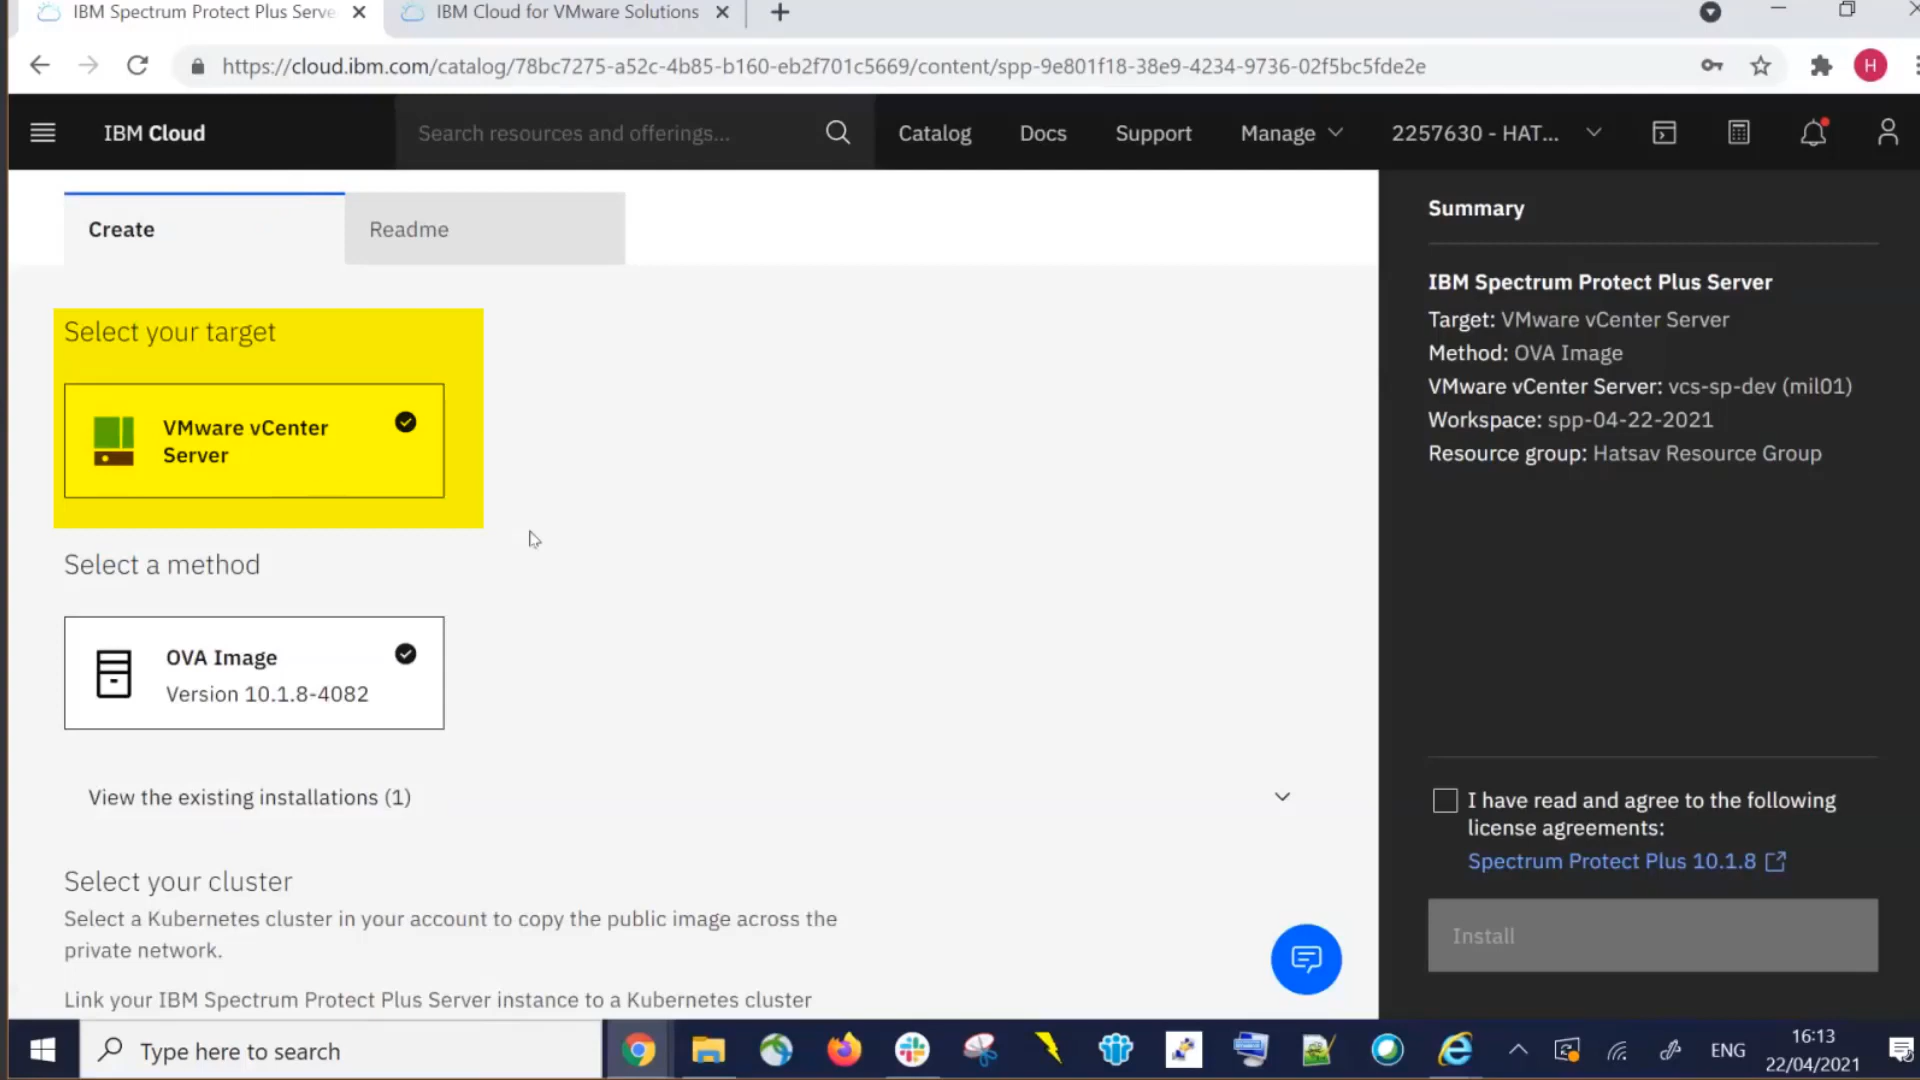 IBM Spectrum Protect Plus Serve
IBM Cloud for VMware Solutions
https://cloud.ibm.com/catalog/78bc7275-a52c-4b85-b160-eb2f701c5669/content/spp-9e801f18-38e9-4234-9736-02f5bc5fde2e
H
IBM Cloud
Search resources and offerings...
Catalog
Docs
Support
Manage
2257630 - HAT...
Create
Readme
Select your target
VMware vCenter
Server
Select a method
OVA Image
Version 10.1.8-4082
View the existing installations (1)
Select your cluster
Select a Kubernetes cluster in your account to copy the public image across the
private network.
Link your IBM Spectrum Protect Plus Server instance to a Kubernetes cluster
Summary
IBM Spectrum Protect Plus Server
Target: VMware vCenter Server
Method: OVA Image
VMware vCenter Server: vcs-sp-dev (mil01)
Workspace: spp-04-22-2021
Resource group: Hatsav Resource Group
I have read and agree to the following
license agreements:
Spectrum Protect Plus 10.1.8
Install
Type here to search
ENG
16:13
22/04/2021